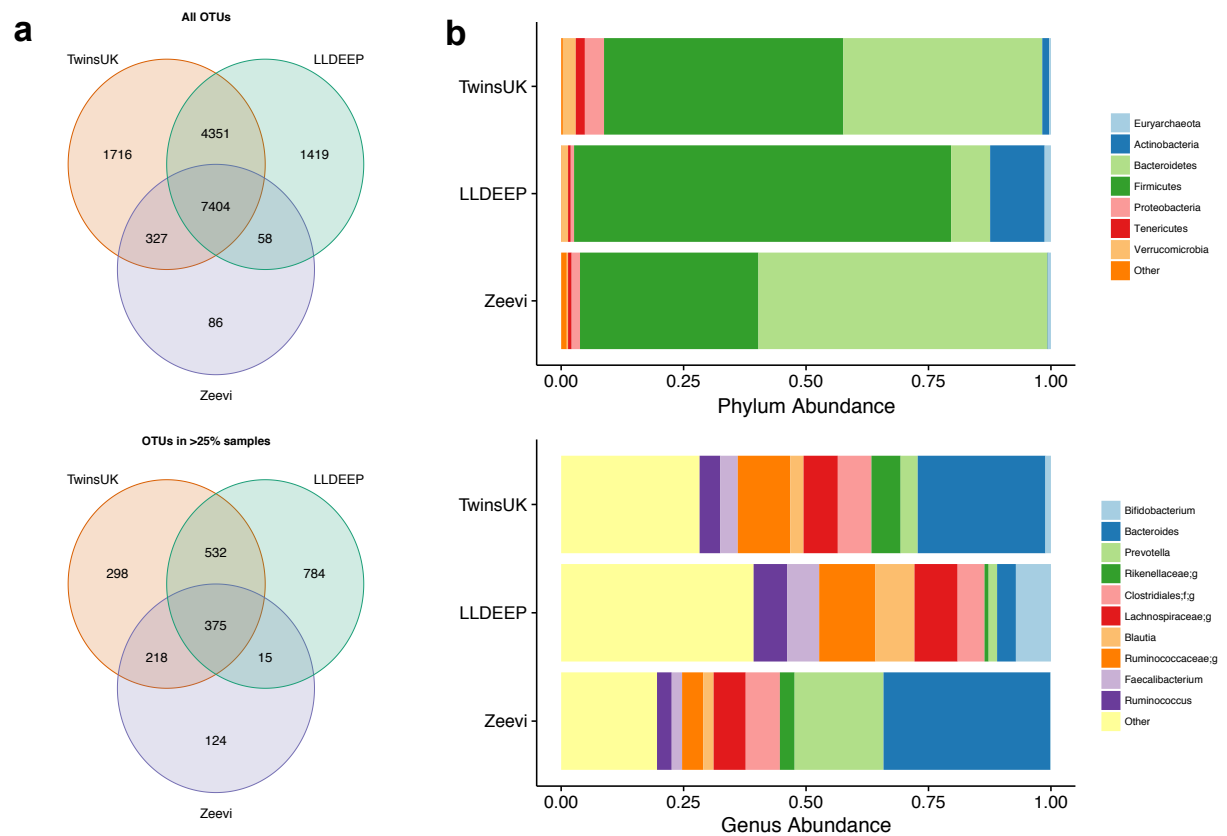 a
All OTUs
TwinsUK
LLDEEP
4351
1716
1419
7404
327
58
86
Zeevi
OTUs in >25% samples
TwinsUK
LLDEEP
532
298
784
375
218
15
124
Zeevi
b
TwinsUK
LLDEEP
Zeevi
0.00 0.25 0.50 0.75 1.00
Phylum Abundance
Euryarchaeota
Actinobacteria
Bacteroidetes
Firmicutes
Proteobacteria
Tenericutes
Verrucomicrobia
Other
TwinsUK
LLDEEP
Zeevi
0.00 0.25 0.50 0.75 1.00
Genus Abundance
Bifidobacterium
Bacteroides
Prevotella
Rikenellaceae;g
Clostridiales;f;g
Lachnospiraceae;g
Blautia
Ruminococcaceae;g
Faecalibacterium
Ruminococcus
Other